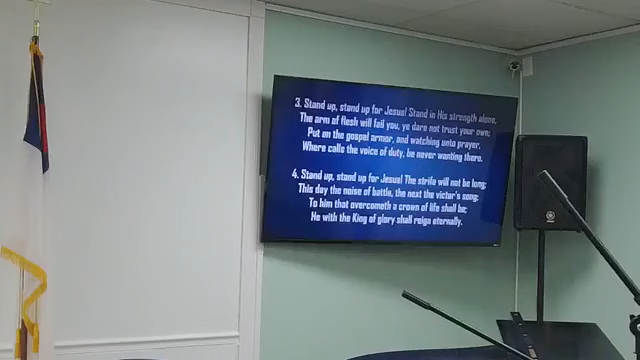 3. Stand up, stand up for Jesus! Stand in His strength alone,
The arm of flesh will fail you, ye dare not trust your own;
Put on the gospel armor, and watching unto prayer,
Where calls the voice of duty, be never wanting there.
4. Stand up, stand up for Jesus! The strife will not be long;
This day the noise of battle, the next the victor's song;
To him that overcometh a crown of life shall be;
He with the King of glory shall reign eternally.